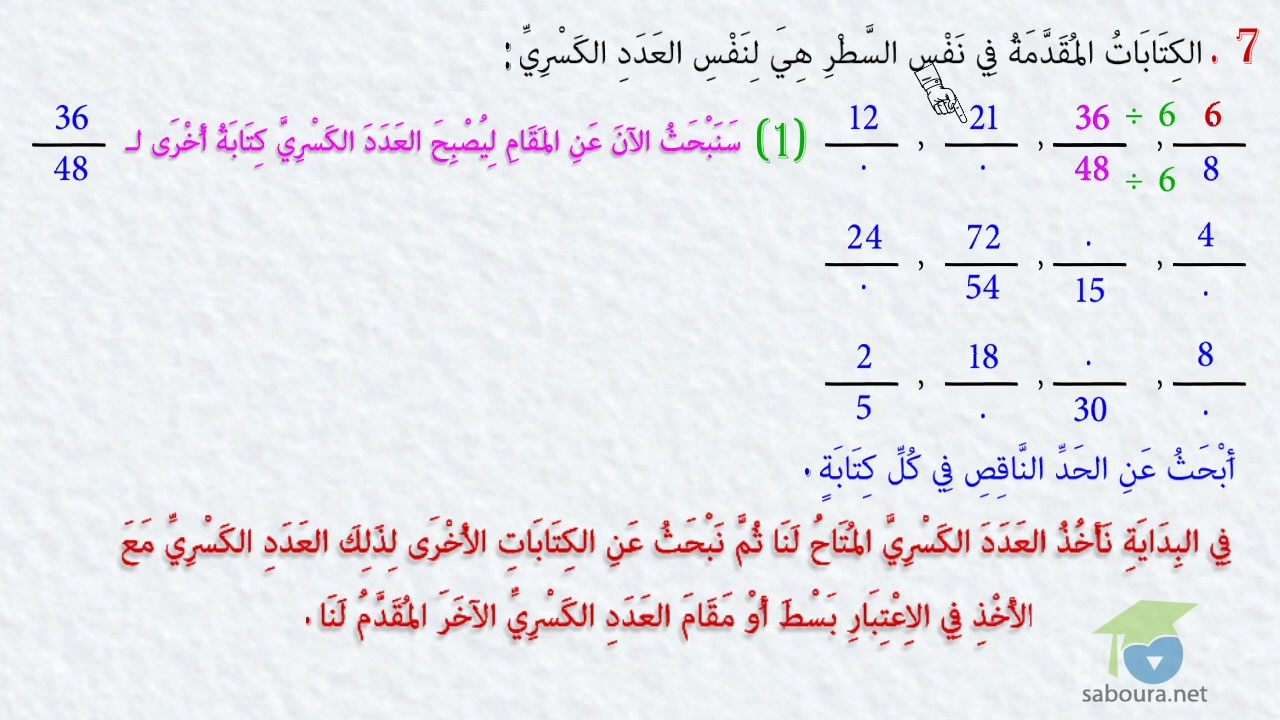 7 . الكِتَابَاتُ المُقَدَّمَةُ فِي نَفْسِ السَّطْرِ هِيَ لِنَفْسِ العَدَدِ الكَسْرِيِّ :
6/8 , 36/48 ÷ 6 / ÷ 6 , 21/. , 12/.
(1) سَنَبْحَثُ الآنَ عَنِ المَقَامِ لِيُصْبِحَ العَدَدَ الكَسْرِيَّ كِتَابَةٌ أُخْرَى لـ 36/48
4/. , ./15 , 72/54 , 24/.
8/. , ./30 , 18/. , 2/5
أَبْحَثُ عَنِ الحَدِّ النَّاقِصِ فِي كُلِّ كِتَابَةٍ .
فِي البِدَايَةِ نَأْخُذُ العَدَدَ الكَسْرِيَّ المُتَاحُ لَنَا ثُمَّ نَبْحَثُ عَنِ الكِتَابَاتِ الأُخْرَى لِذَلِكَ العَدَدِ الكَسْرِيِّ مَعَ
الأَخْذِ فِي الِاعْتِبَارِ بَسْطَ أَوْ مَقَامَ العَدَدِ الكَسْرِيِّ الآخَرَ المُقَدَّمُ لَنَا .
saboura.net